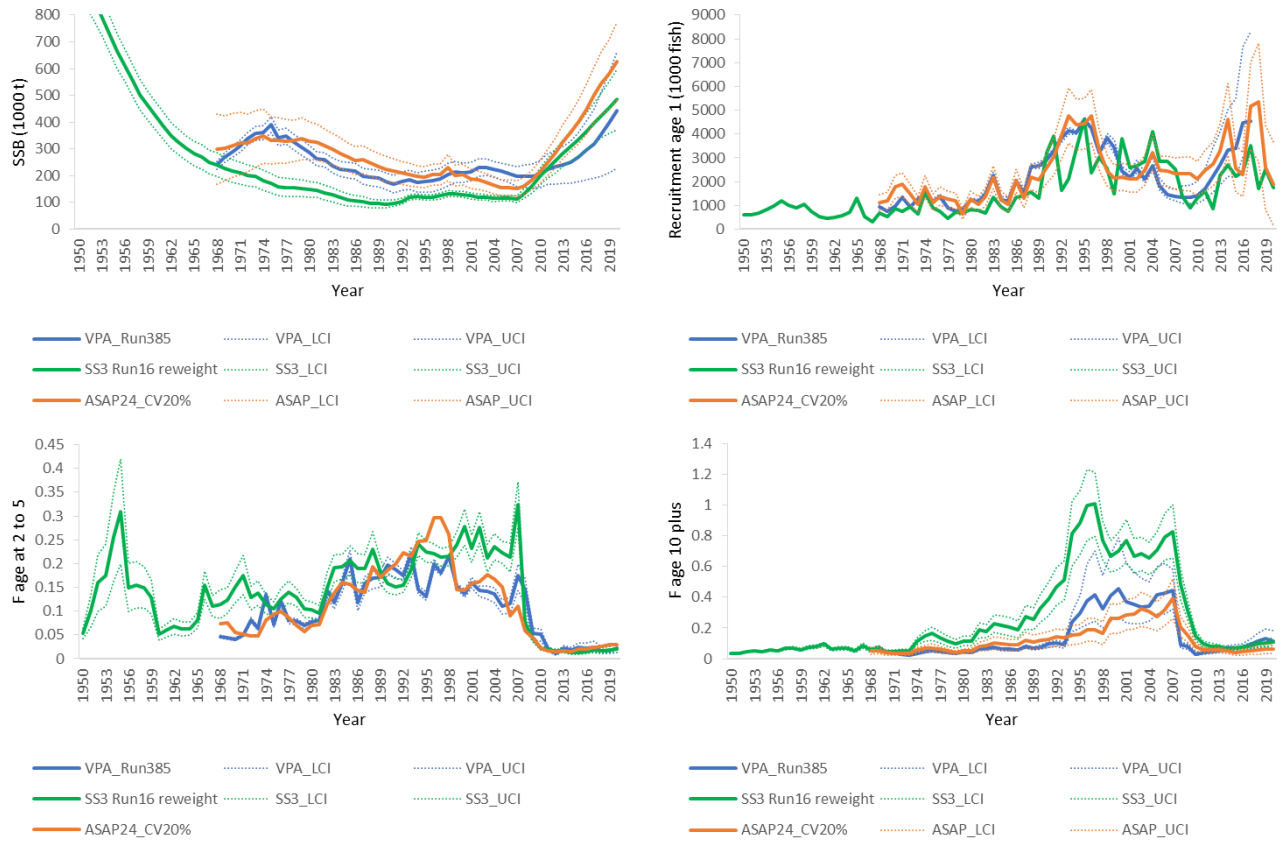 SSB (1000 t)
800
700
600
500
400
300
200
100
0
1950 1953 1956 1959 1962 1965 1968 1971 1974 1977 1980 1983 1986 1989 1992 1995 1998 2001 2004 2007 2010 2013 2016 2019
Year
VPA_Run385 VPA_LCI VPA_UCI
SS3 Run16 reweight SS3_LCI SS3_UCI
ASAP24_CV20% ASAP_LCI ASAP_UCI
Recruitment age 1 (1000 fish)
9000
8000
7000
6000
5000
4000
3000
2000
1000
0
1950 1953 1956 1959 1962 1965 1968 1971 1974 1977 1980 1983 1986 1989 1992 1995 1998 2001 2004 2007 2010 2013 2016 2019
Year
VPA_Run385 VPA_LCI VPA_UCI
SS3 Run16 reweight SS3_LCI SS3_UCI
ASAP24_CV20% ASAP_LCI ASAP_UCI
F age at 2 to 5
0.45
0.4
0.35
0.3
0.25
0.2
0.15
0.1
0.05
0
1950 1953 1956 1959 1962 1965 1968 1971 1974 1977 1980 1983 1986 1989 1992 1995 1998 2001 2004 2007 2010 2013 2016 2019
Year
VPA_Run385 VPA_LCI VPA_UCI
SS3 Run16 reweight SS3_LCI SS3_UCI
ASAP24_CV20%
F age 10 plus
1.4
1.2
1
0.8
0.6
0.4
0.2
0
1950 1953 1956 1959 1962 1965 1968 1971 1974 1977 1980 1983 1986 1989 1992 1995 1998 2001 2004 2007 2010 2013 2016 2019
Year
VPA_Run385 VPA_LCI VPA_UCI
SS3 Run16 reweight SS3_LCI SS3_UCI
ASAP24_CV20% ASAP_LCI ASAP_UCI